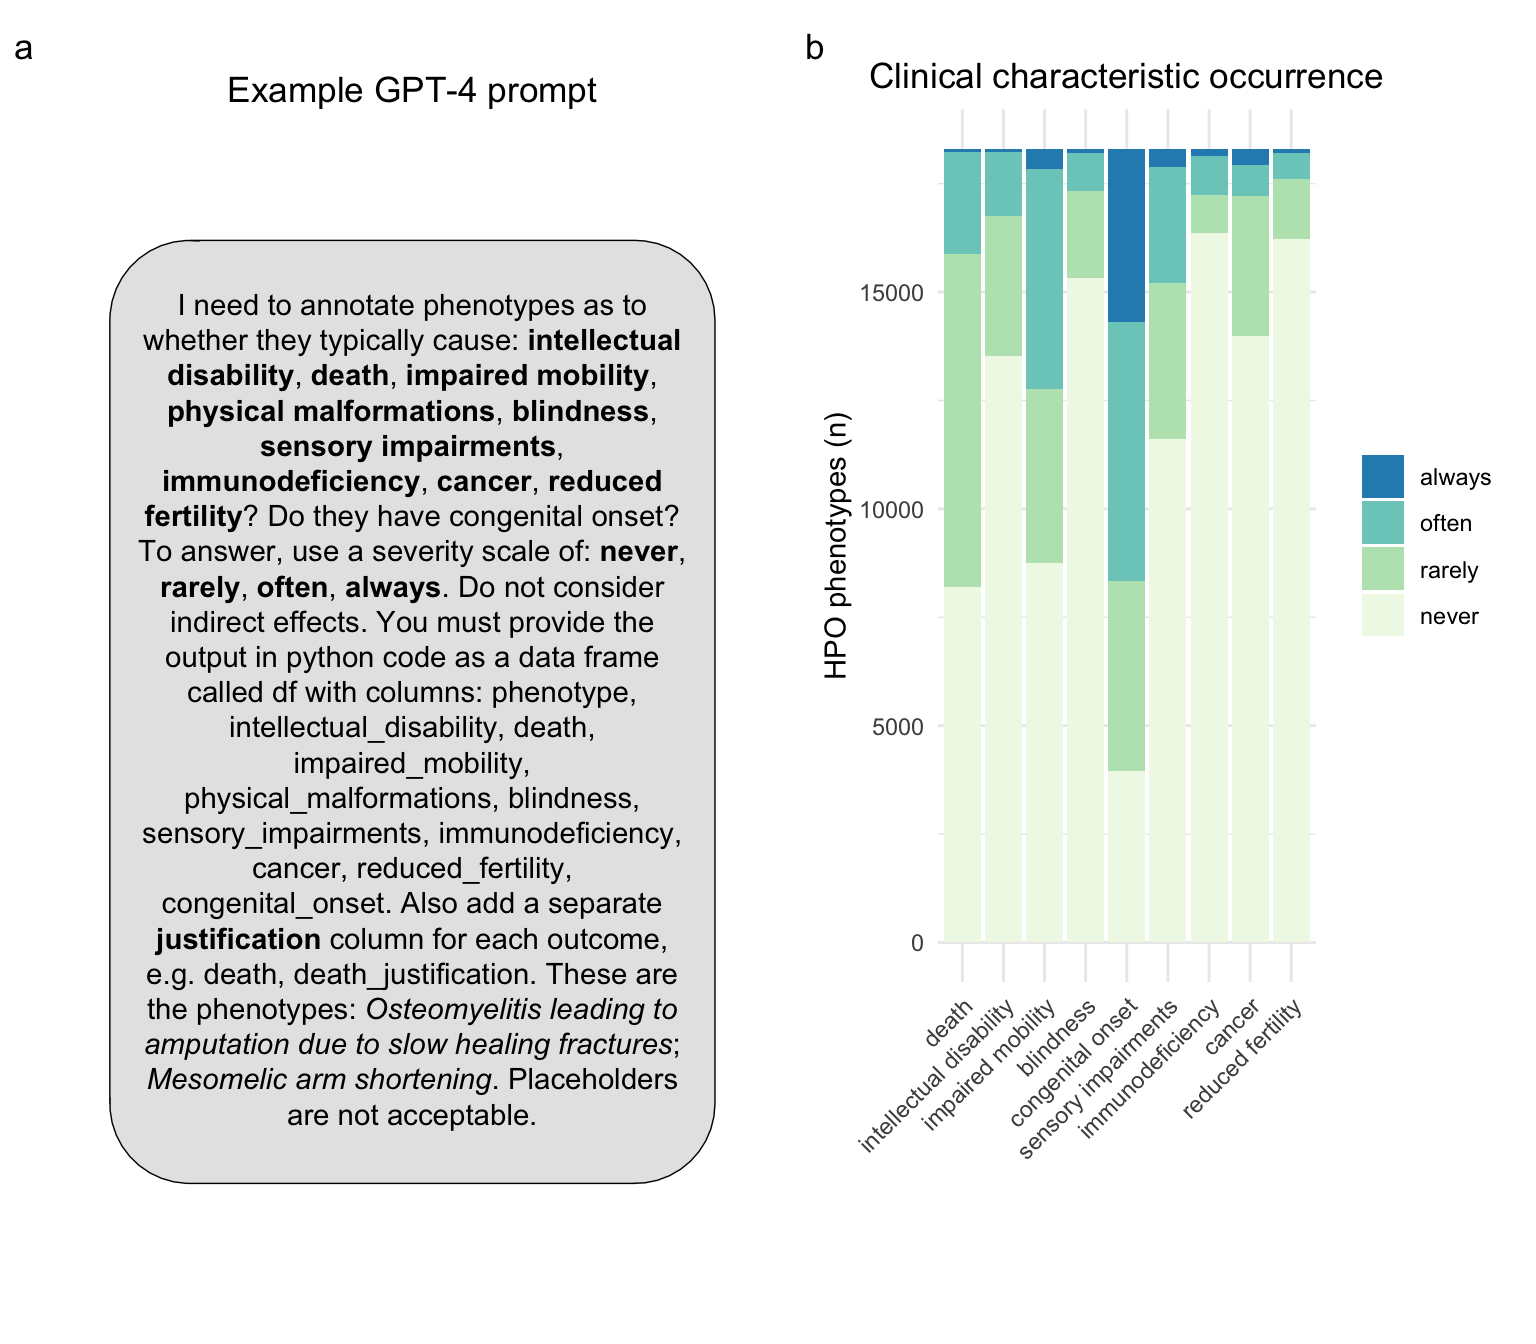 a
Example GPT-4 prompt
I need to annotate phenotypes as to
whether they typically cause: intellectual
disability, death, impaired mobility,
physical malformations, blindness,
sensory impairments,
immunodeficiency, cancer, reduced
fertility? Do they have congenital onset?
To answer, use a severity scale of: never,
rarely, often, always. Do not consider
indirect effects. You must provide the
output in python code as a data frame
called df with columns: phenotype,
intellectual_disability, death,
impaired_mobility,
physical_malformations, blindness,
sensory_impairments, immunodeficiency,
cancer, reduced_fertility,
congenital_onset. Also add a separate
justification column for each outcome,
e.g. death, death_justification. These are
the phenotypes: Osteomyelitis leading to
amputation due to slow healing fractures;
Mesomelic arm shortening. Placeholders
are not acceptable.
b
Clinical characteristic occurrence
HPO phenotypes (n)
15000
10000
5000
0
death
intellectual disability
impaired mobility
blindness
congenital onset
sensory impairments
immunodeficiency
cancer
reduced fertility
always
often
rarely
never